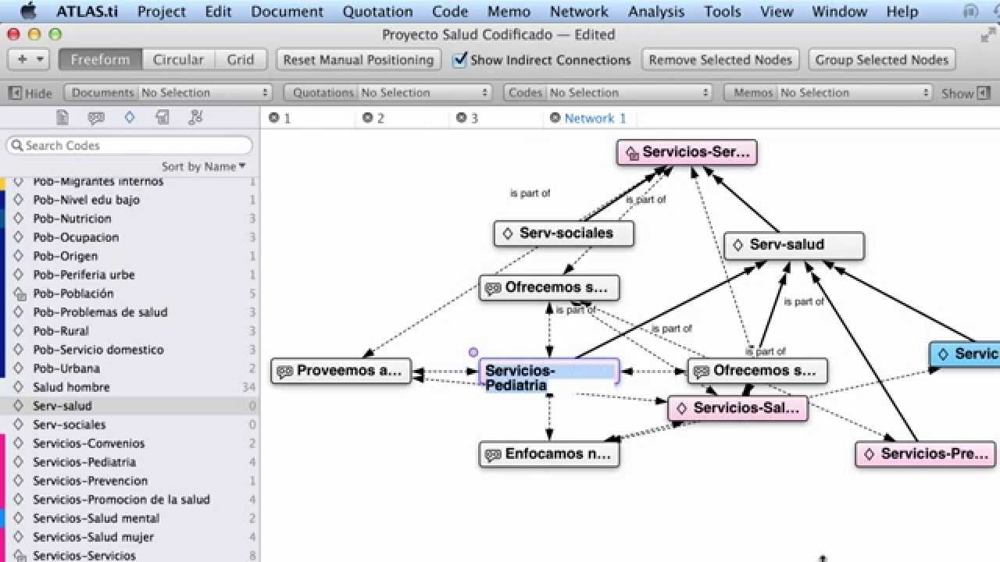 ATLAS.ti Project Edit Document Quotation Code Memo Network Analysis Tools View Window Help
Proyecto Salud Codificado — Edited
+ Freeform Circular Grid Reset Manual Positioning Show Indirect Connections Remove Selected Nodes Group Selected Nodes
Hide Documents No Selection Quotations No Selection Codes No Selection Memos No Selection Show
1 2 3 Network 1
Search Codes
Sort by Name
Pob-Migrantes internos 1
Pob-Nivel edu bajo 1
Pob-Nutricion 3
Pob-Ocupacion 3
Pob-Origen 1
Pob-Periferia urbe 1
Pob-Población 5
Pob-Problemas de salud 3
Pob-Rural 3
Pob-Servicio domestico 3
Pob-Urbana 2
Salud hombre 34
Serv-salud 0
Serv-sociales 0
Servicios-Convenios 2
Servicios-Pediatria 4
Servicios-Prevencion 1
Servicios-Promocion de la salud 4
Servicios-Salud mental 2
Servicios-Salud mujer 4
Servicios-Servicios 8
Servicios-Ser...
is part of
is part of
Serv-sociales
Serv-salud
Ofrecemos s...
is part of
is part of
is part of
is part of
Servic
Proveemos a...
Servicios-
Pediatria
Ofrecemos s...
Servicios-Sal...
Enfocamos n...
Servicios-Pre...